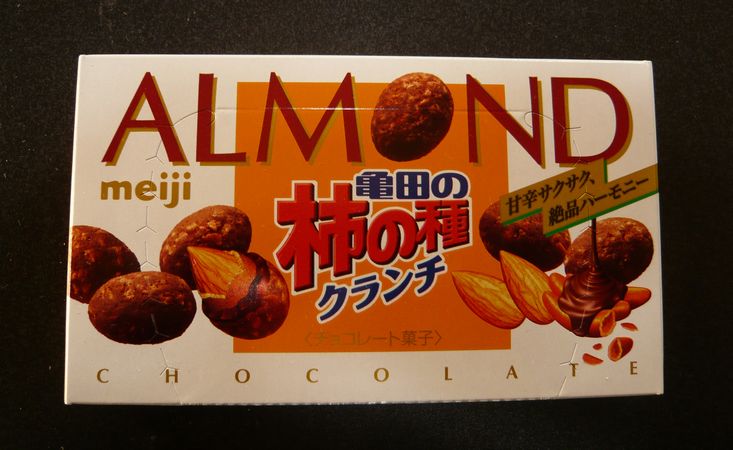 ALMOND
meiji
亀田の
柿の種
クランチ
甘辛サクサク、
絶品ハーモニー
〈チョコレート菓子〉
CHOCOLATE